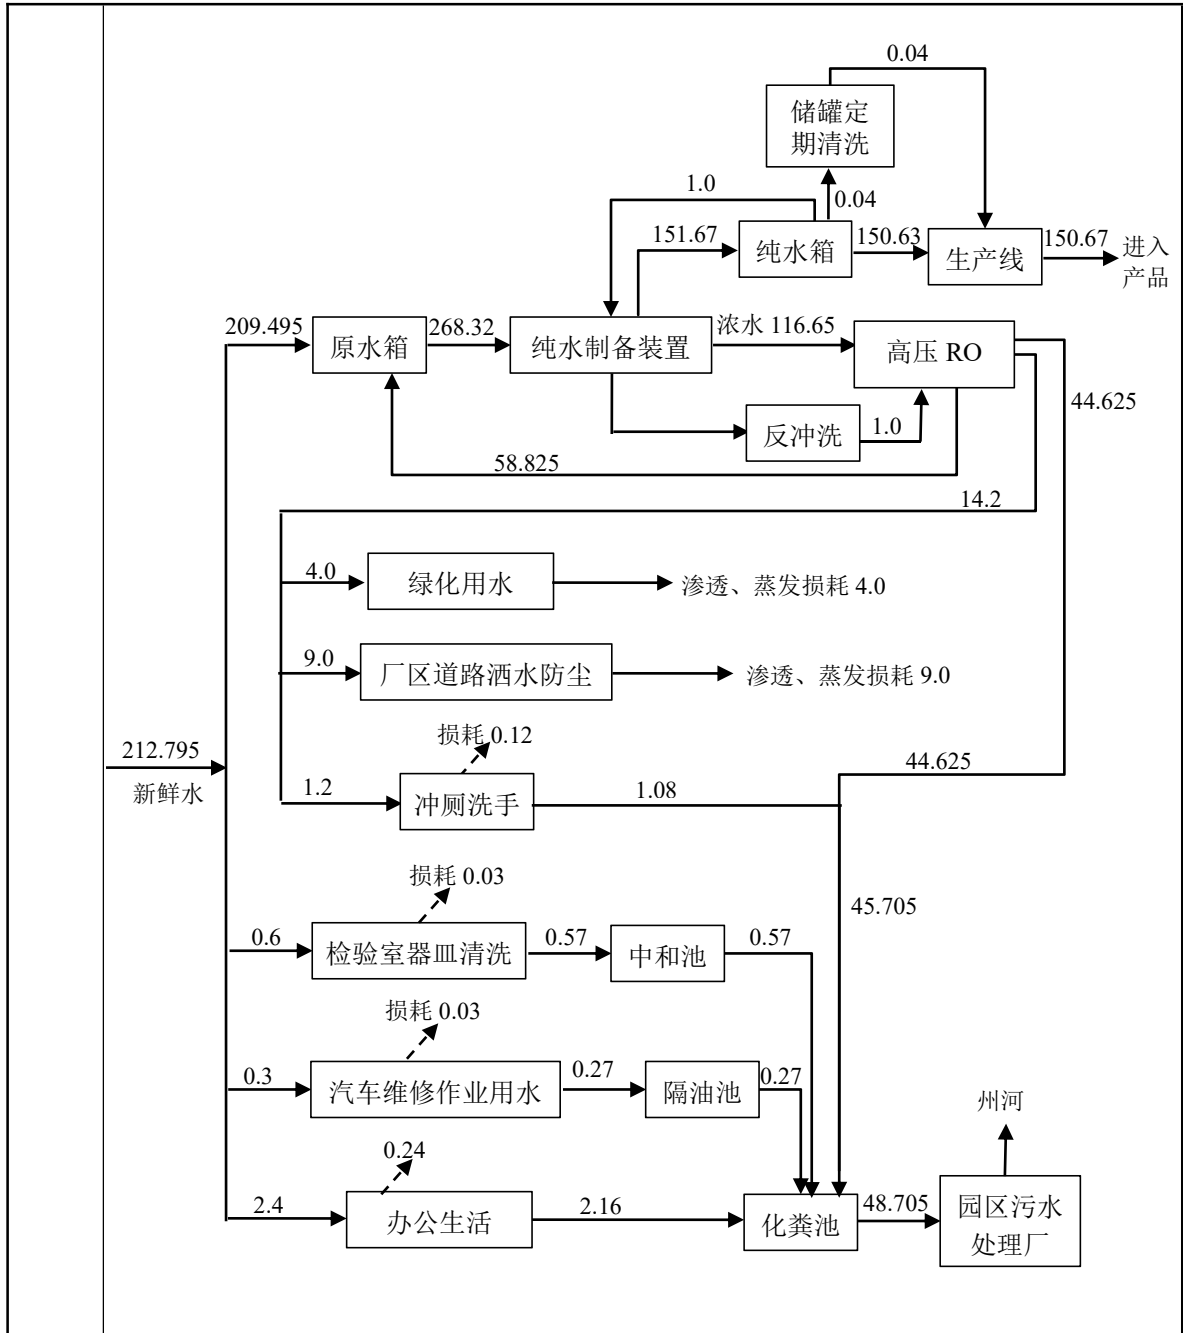 0.04
储罐定
期清洗
1.0
0.04
151.67
纯水箱
150.63
生产线
150.67
进入
产品
209.495
原水箱
268.32
纯水制备装置
浓水 116.65
高压 RO
44.625
反冲洗
1.0
58.825
14.2
4.0
绿化用水
渗透、蒸发损耗 4.0
9.0
厂区道路洒水防尘
渗透、蒸发损耗 9.0
损耗 0.12
212.795
新鲜水
1.2
冲厕洗手
1.08
44.625
损耗 0.03
45.705
0.6
检验室器皿清洗
0.57
中和池
0.57
损耗 0.03
0.3
汽车维修作业用水
0.27
隔油池
0.27
州河
0.24
2.4
办公生活
2.16
化粪池
48.705
园区污水
处理厂